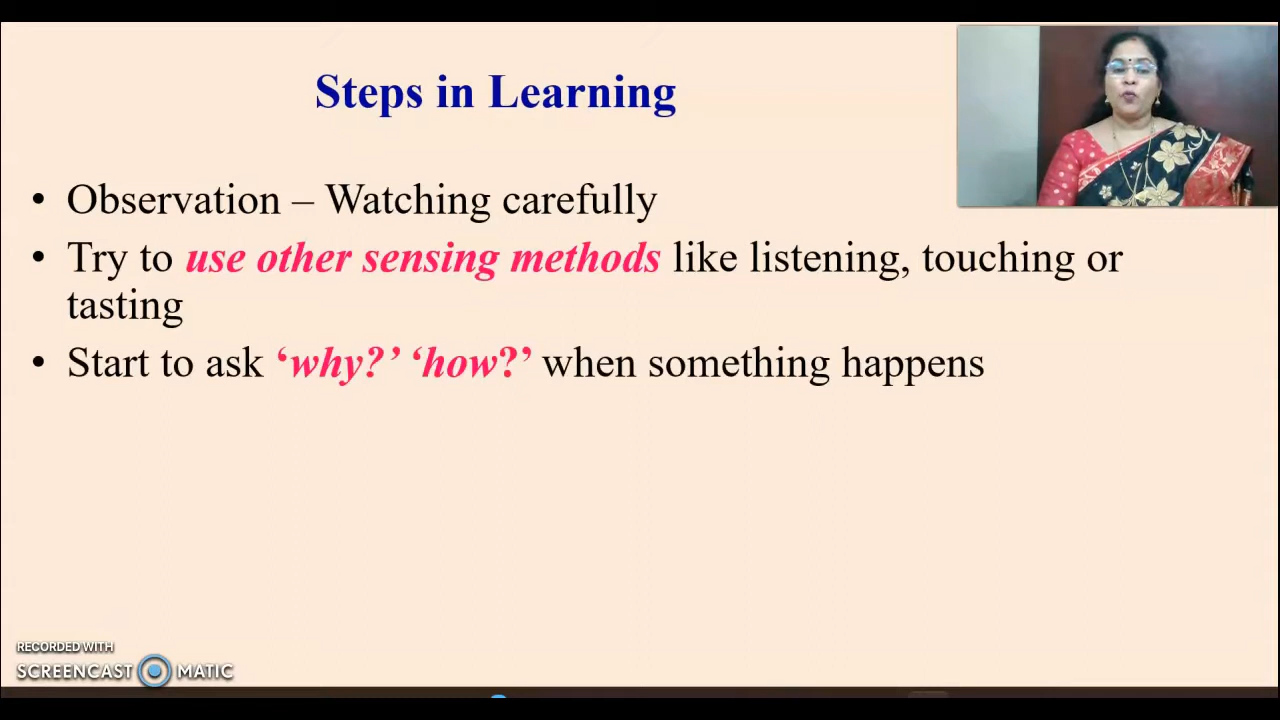 Steps in Learning
• Observation – Watching carefully
• Try to use other sensing methods like listening, touching or
tasting
• Start to ask ‘why?’ ‘how?’ when something happens
RECORDED WITH
SCREENCAST MATIC